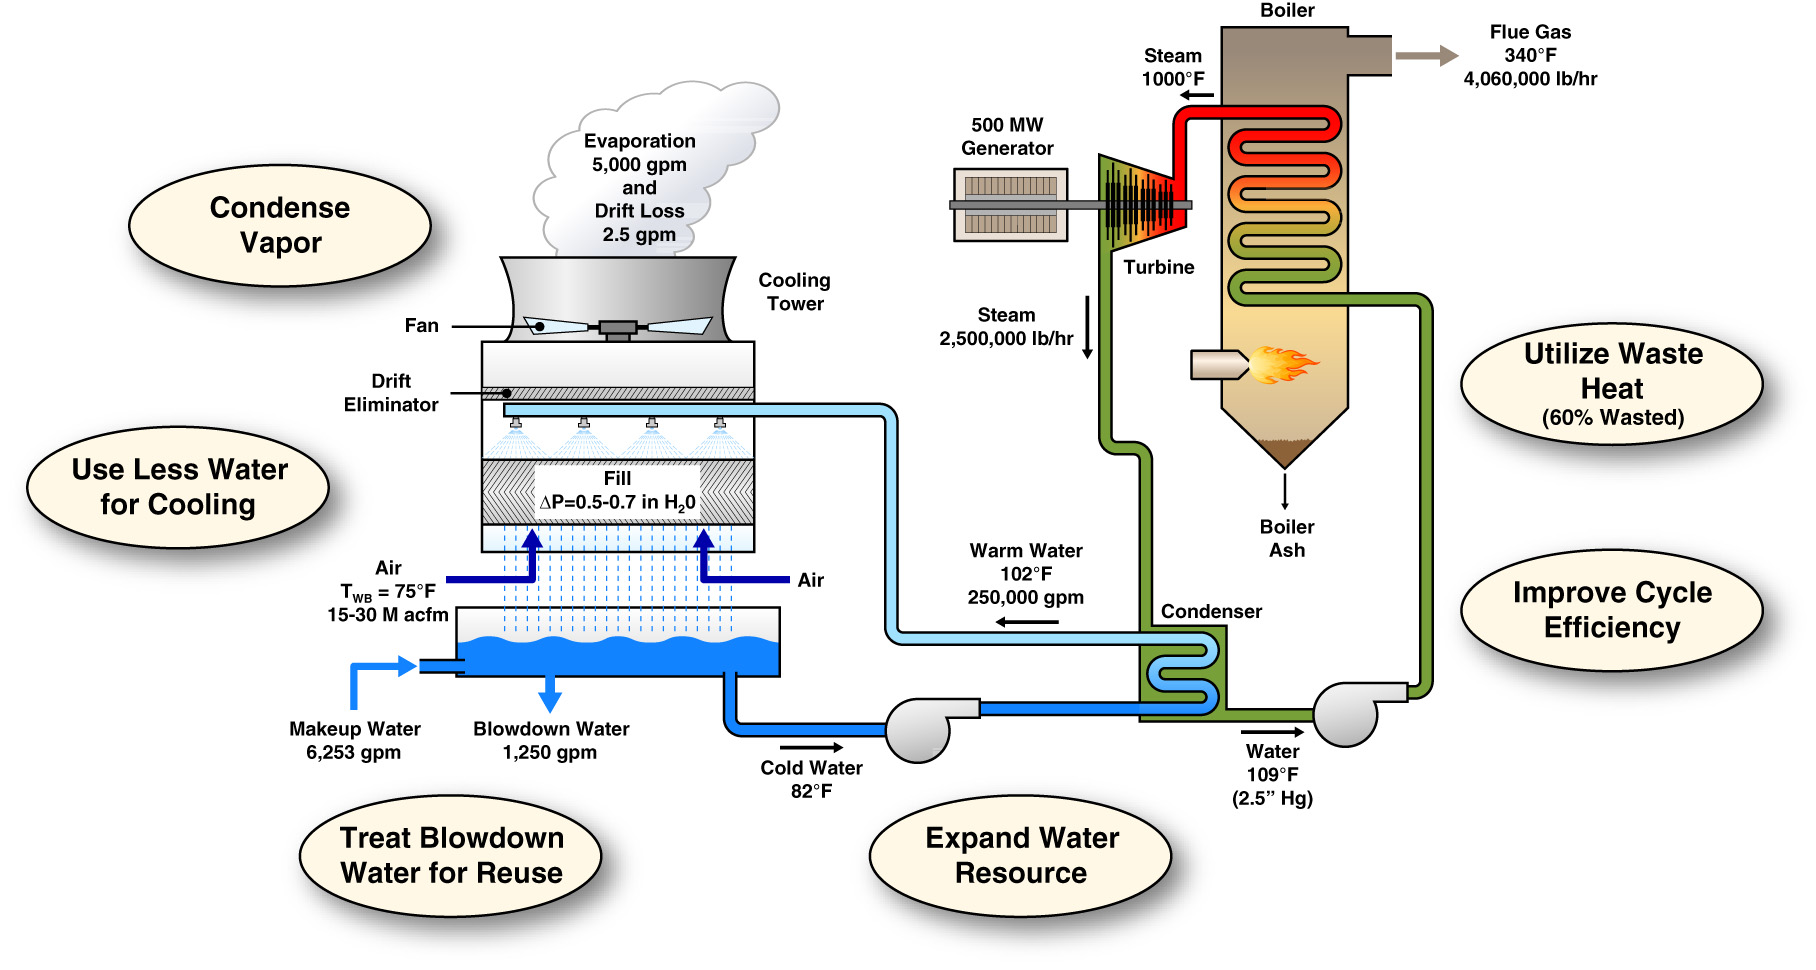 Boiler
Flue Gas
340°F
4,060,000 lb/hr
Steam
1000°F
500 MW
Generator
Turbine
Evaporation
5,000 gpm
and
Drift Loss
2.5 gpm
Condense
Vapor
Cooling
Tower
Fan
Drift
Eliminator
Steam
2,500,000 lb/hr
Utilize Waste
Heat
(60% Wasted)
Use Less Water
for Cooling
Fill
ΔP=0.5-0.7 in H₂0
Boiler
Ash
Air
T_WB = 75°F
15-30 M acfm
Air
Warm Water
102°F
250,000 gpm
Condenser
Improve Cycle
Efficiency
Makeup Water
6,253 gpm
Blowdown Water
1,250 gpm
Cold Water
82°F
Water
109°F
(2.5” Hg)
Treat Blowdown
Water for Reuse
Expand Water
Resource